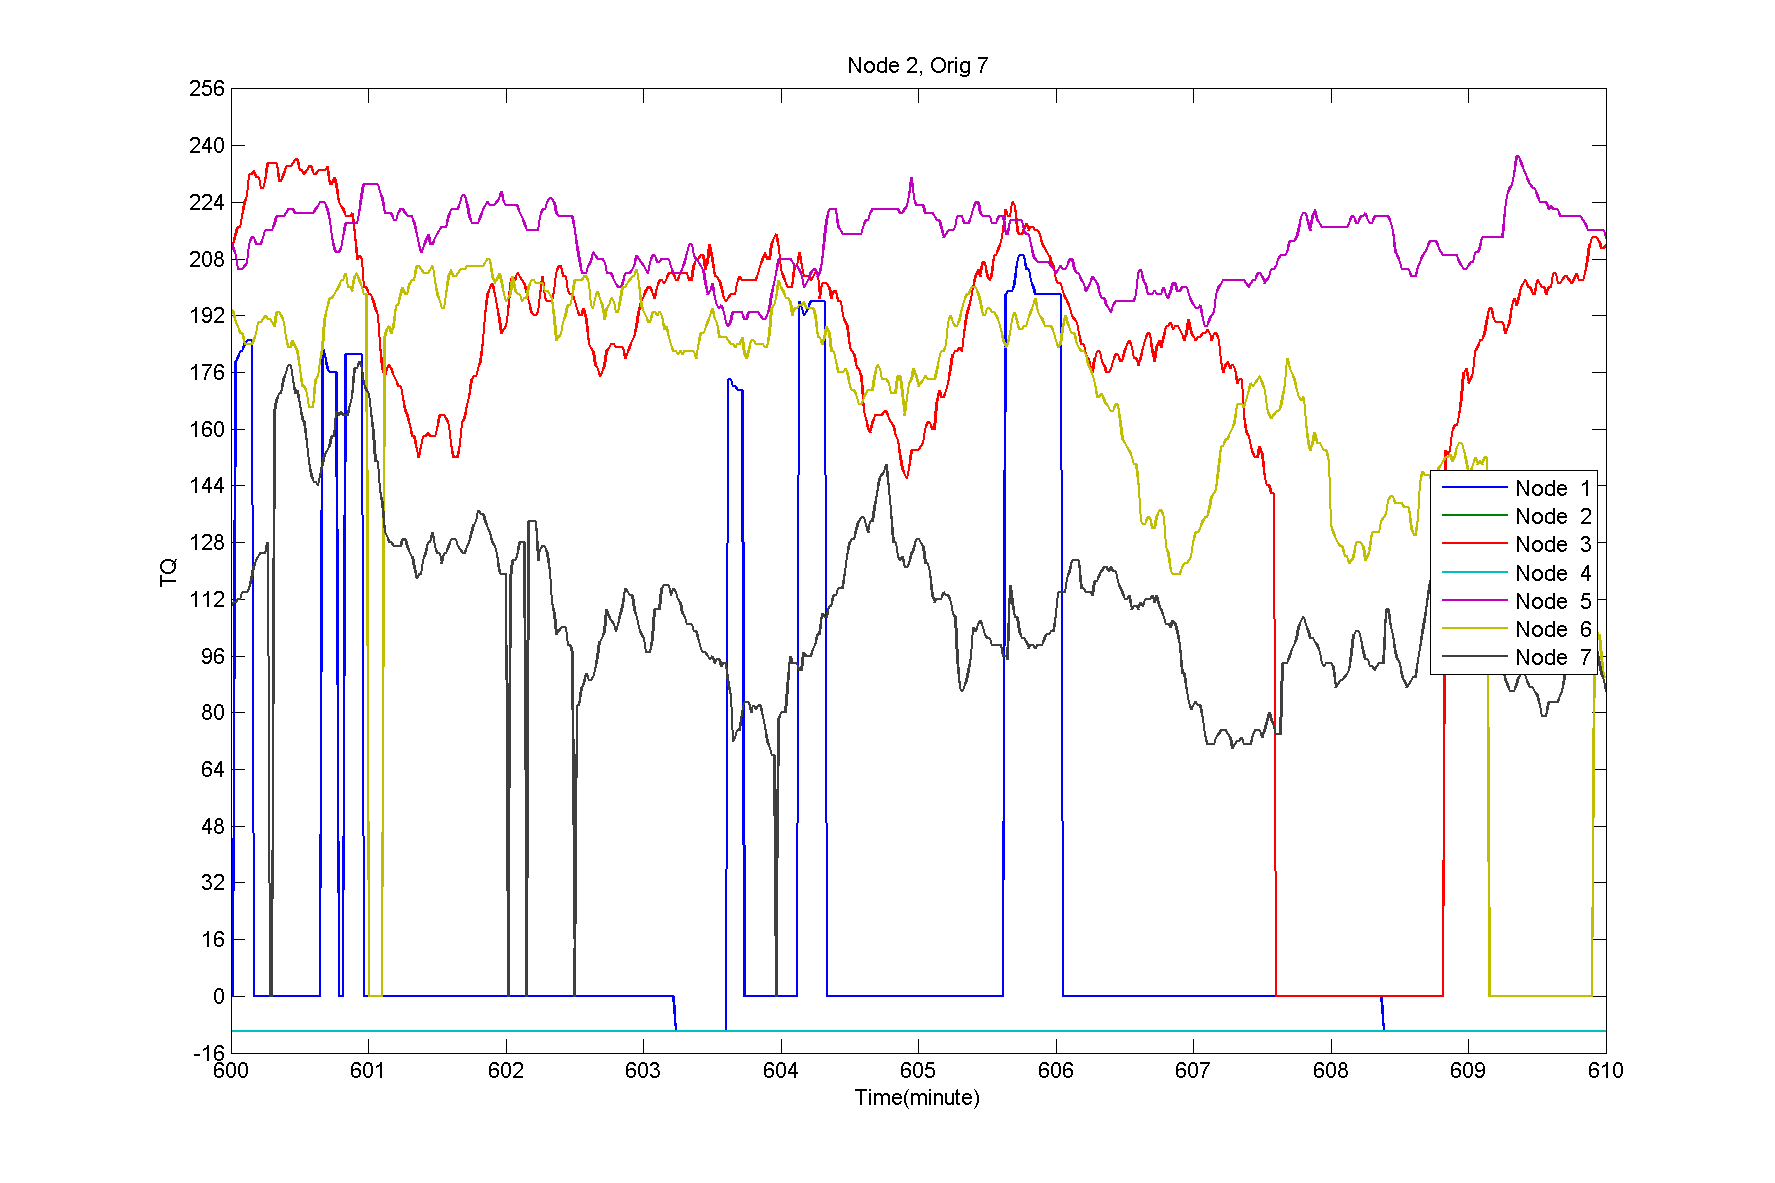 Node 2, Orig 7
256
240
224
208
192
176
160
144
128
112
96
80
64
48
32
16
0
-16
TQ
600 601 602 603 604 605 606 607 608 609 610
Time(minute)
Node 1
Node 2
Node 3
Node 4
Node 5
Node 6
Node 7